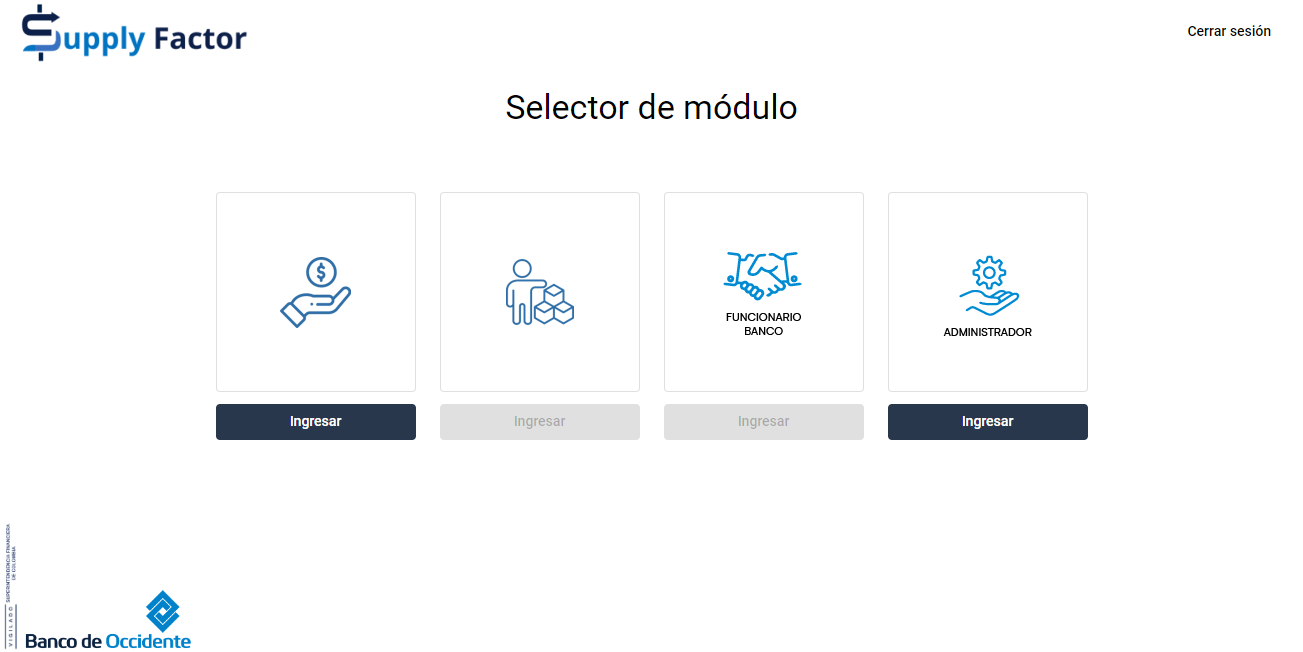 Supply Factor
Cerrar sesión
Selector de módulo
$
FUNCIONARIO
BANCO
ADMINISTRADOR
Ingresar
Ingresar
Ingresar
Ingresar
VIGILADO SUPERINTENDENCIA FINANCIERA
DE COLOMBIA
Banco de Occidente